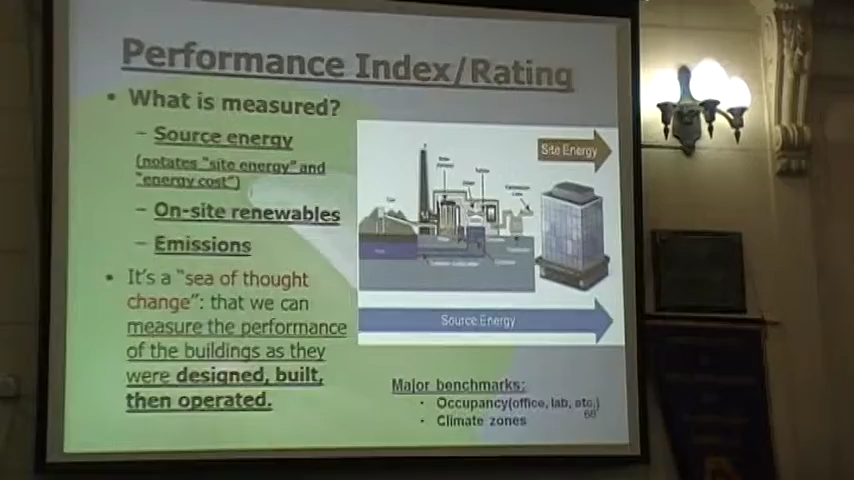 Performance Index/Rating
• What is measured?
– Source energy
(notates "site energy" and
"energy cost")
– On-site renewables
– Emissions
• It's a "sea of thought
change": that we can
measure the performance
of the buildings as they
were designed, built,
then operated.
Site Energy
Source Energy
Major benchmarks:
• Occupancy(office, lab, etc.)
• Climate zones
68